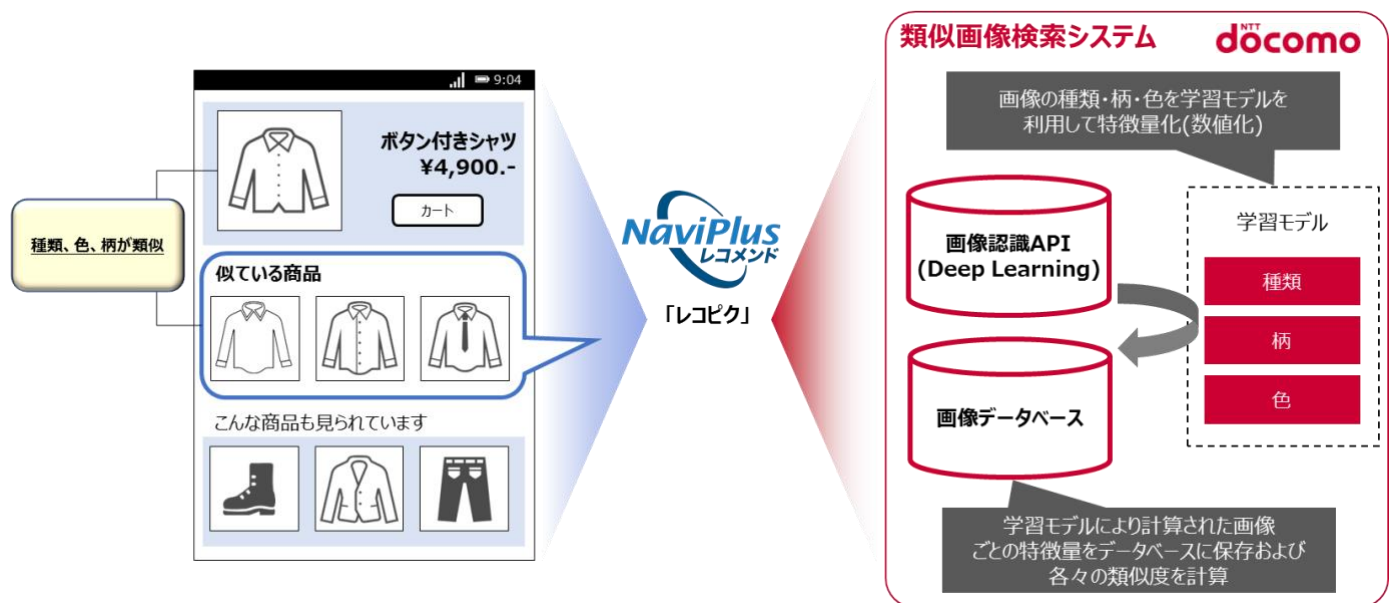 9:04
ボタン付きシャツ
¥4,900.-
カート
種類、色、柄が類似
似ている商品
こんな商品も見られています
NaviPlus
レコメンド
「レコピク」
類似画像検索システム
NTT
docomo
画像の種類・柄・色を学習モデルを
利用して特徴量化(数値化)
画像認識API
(Deep Learning)
学習モデル
種類
柄
色
画像データベース
学習モデルにより計算された画像
ごとの特徴量をデータベースに保存および
各々の類似度を計算